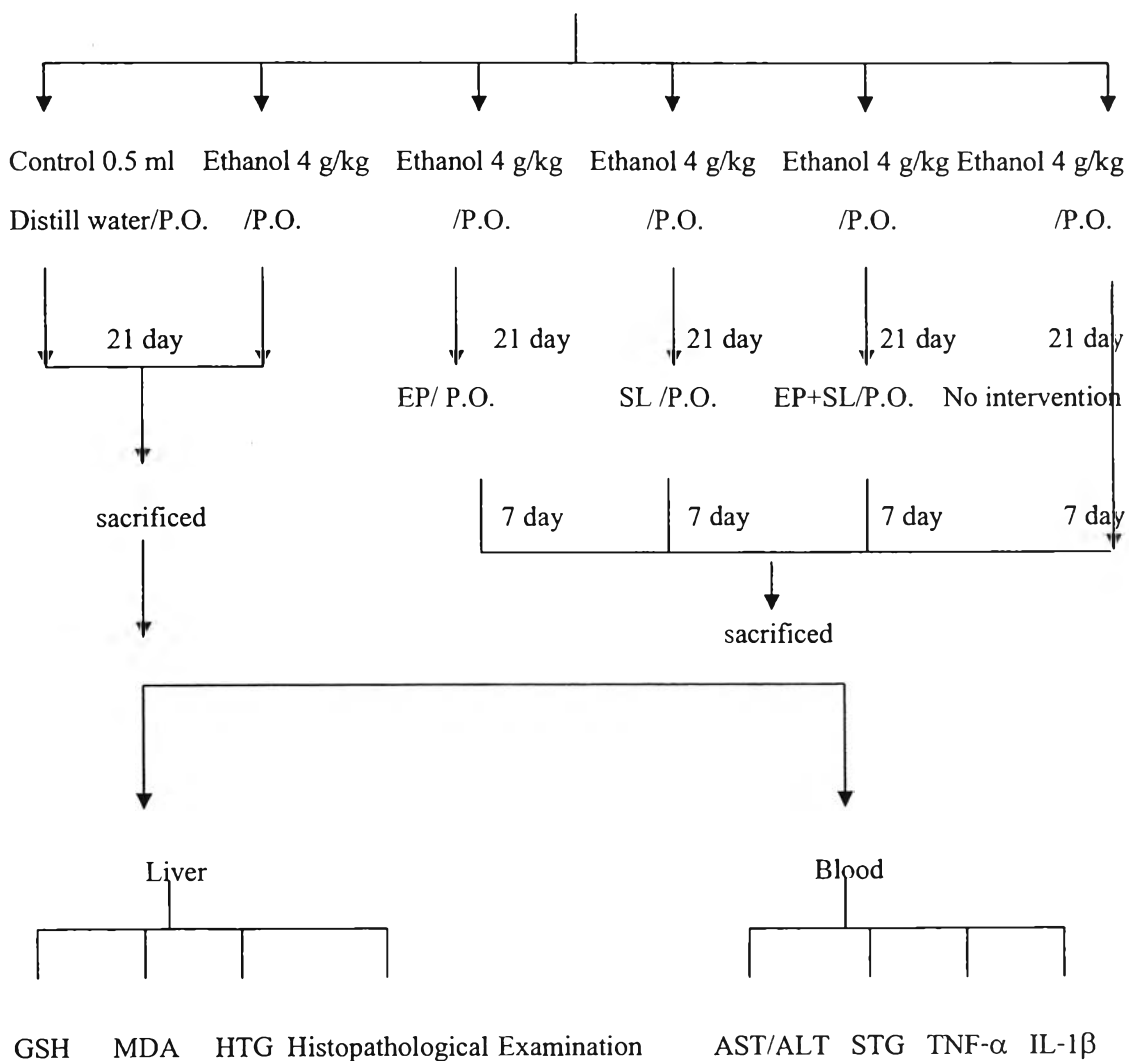 Control 0.5 ml Ethanol 4 g/kg Ethanol 4 g/kg Ethanol 4 g/kg Ethanol 4 g/kg Ethanol 4 g/kg
Distill water/P.O. /P.O. /P.O. /P.O. /P.O. /P.O.
21 day 21 day 21 day 21 day 21 day
EP/ P.O. SL /P.O. EP+SL/P.O. No intervention
sacrificed 7 day 7 day 7 day 7 day
sacrificed
Liver Blood
GSH MDA HTG Histopathological Examination AST/ALT STG TNF-α IL-1β